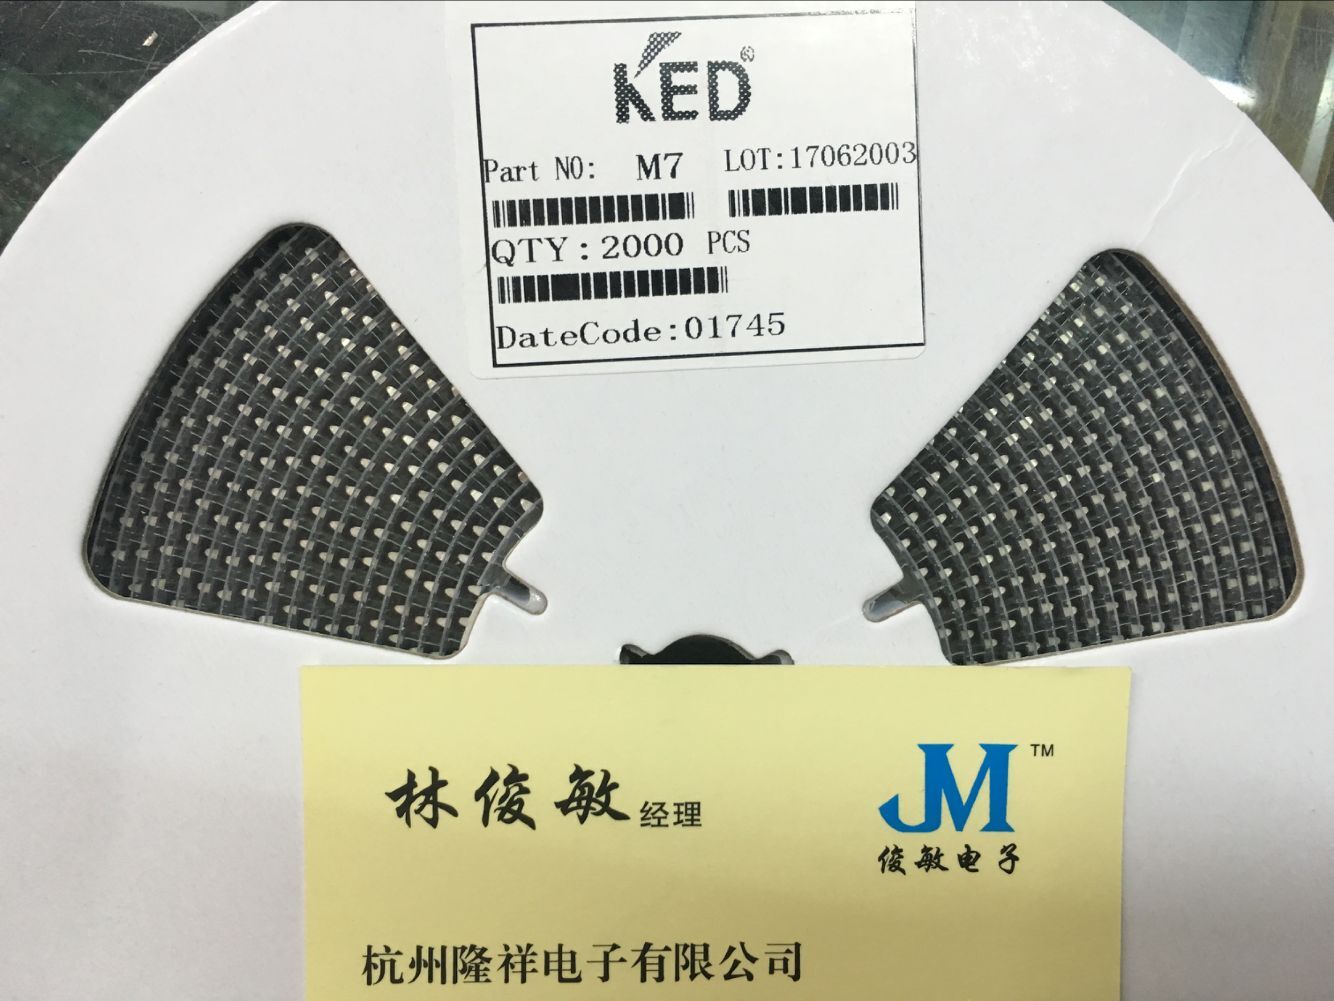 KED®
Part NO: M7 LOT:17062003
QTY:2000 PCS
DateCode:01745
林俊敏 经理
JM™
俊敏电子
杭州隆祥电子有限公司